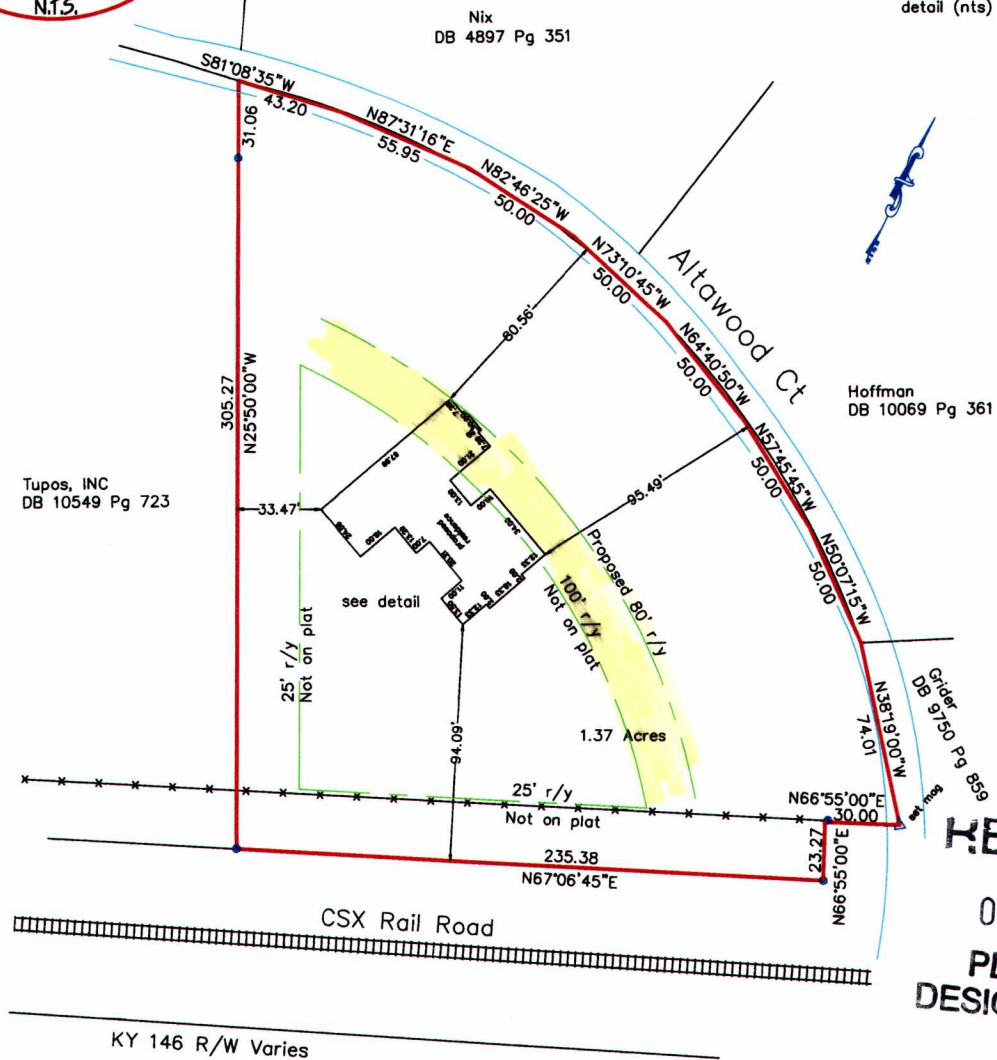 N.T.S.
Nix
DB 4897 Pg 351
detail (nts)
S81°08'35"W
43.20
31.06
N87°31'16"E
55.95
N82°46'25"W
50.00
N73°10'45"W
50.00
Altawood Ct
N64°40'50"W
50.00
Hoffman
DB 10069 Pg 361
N57°45'45"W
50.00
N50°07'15"W
50.00
N38°19'00"W
74.01
Grider
DB 9750 Pg 859
set mag
305.27
N25°50'00"W
Tupos, INC
DB 10549 Pg 723
80.56'
95.49'
33.47'
proposed
residence
see detail
25' r/y
Not on plat
100' r/y
Not on plat
Proposed 80' r/y
94.09'
1.37 Acres
25' r/y
Not on plat
N66°55'00"E
30.00
23.27
N66°55'00"E
235.38
N67°06'45"E
CSX Rail Road
KY 146 R/W Varies
DESIG